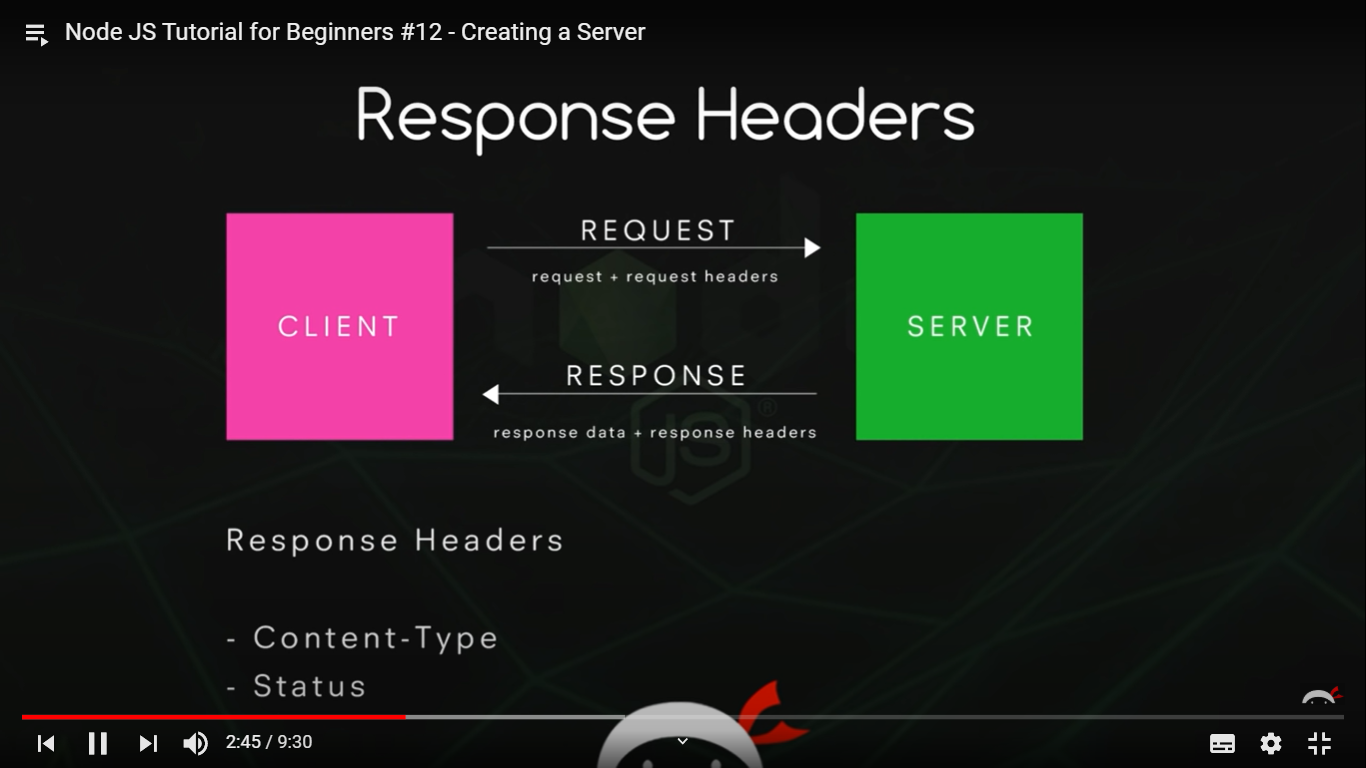 Node JS Tutorial for Beginners #12 - Creating a Server
Response Headers
REQUEST
request + request headers
CLIENT
SERVER
RESPONSE
response data + response headers
JS®
Response Headers
- Content-Type
- Status
2:45 / 9:30